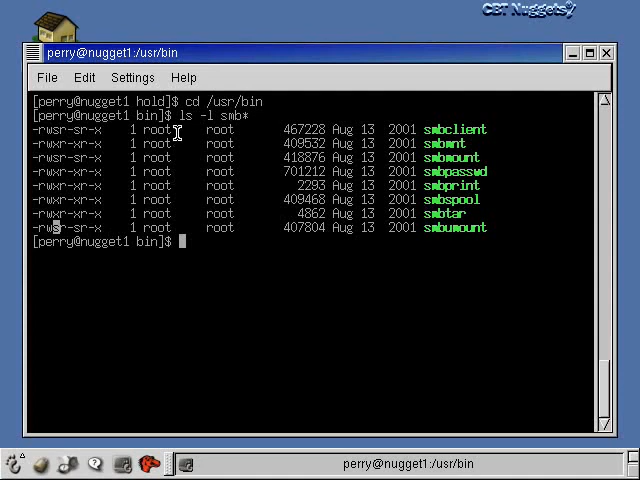 CBT Nuggets
perry@nugget1:/usr/bin
File Edit Settings Help
[perry@nugget1 hold]$ cd /usr/bin
[perry@nugget1 bin]$ ls -l smb*
-rwsr-sr-x 1 root root 467228 Aug 13 2001 smbclient
-rwxr-xr-x 1 root root 409532 Aug 13 2001 smbmnt
-rwsr-sr-x 1 root root 418876 Aug 13 2001 smbmount
-rwxr-xr-x 1 root root 701212 Aug 13 2001 smbpasswd
-rwxr-xr-x 1 root root 2293 Aug 13 2001 smbprint
-rwxr-xr-x 1 root root 409468 Aug 13 2001 smbspool
-rwxr-xr-x 1 root root 4862 Aug 13 2001 smbtar
-rwsr-sr-x 1 root root 407804 Aug 13 2001 smbumount
[perry@nugget1 bin]$
perry@nugget1:/usr/bin